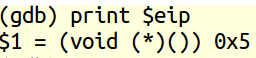 (gdb) print $eip
$1 = (void (*)()) 0x5